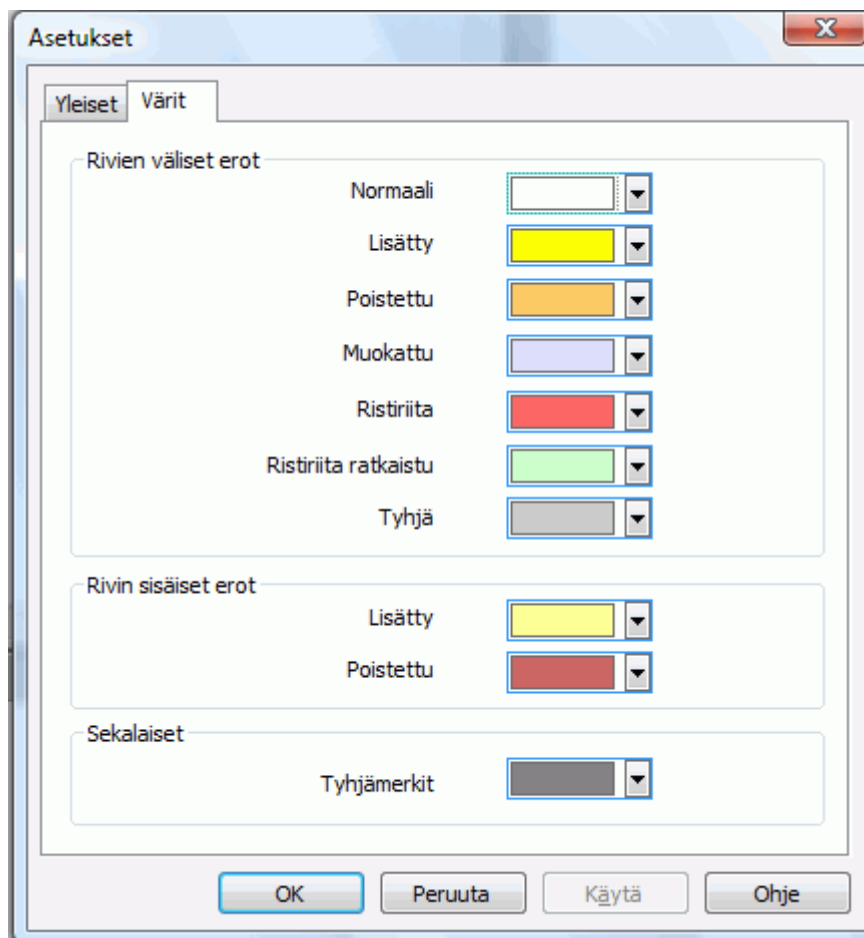 Asetukset
Yleiset Värit
Rivien väliset erot
Normaali
Lisätty
Poistettu
Muokattu
Ristiriita
Ristiriita ratkaistu
Tyhjä
Rivin sisäiset erot
Lisätty
Poistettu
Sekalaiset
Tyhjämerkit
OK Peruuta Käytä Ohje